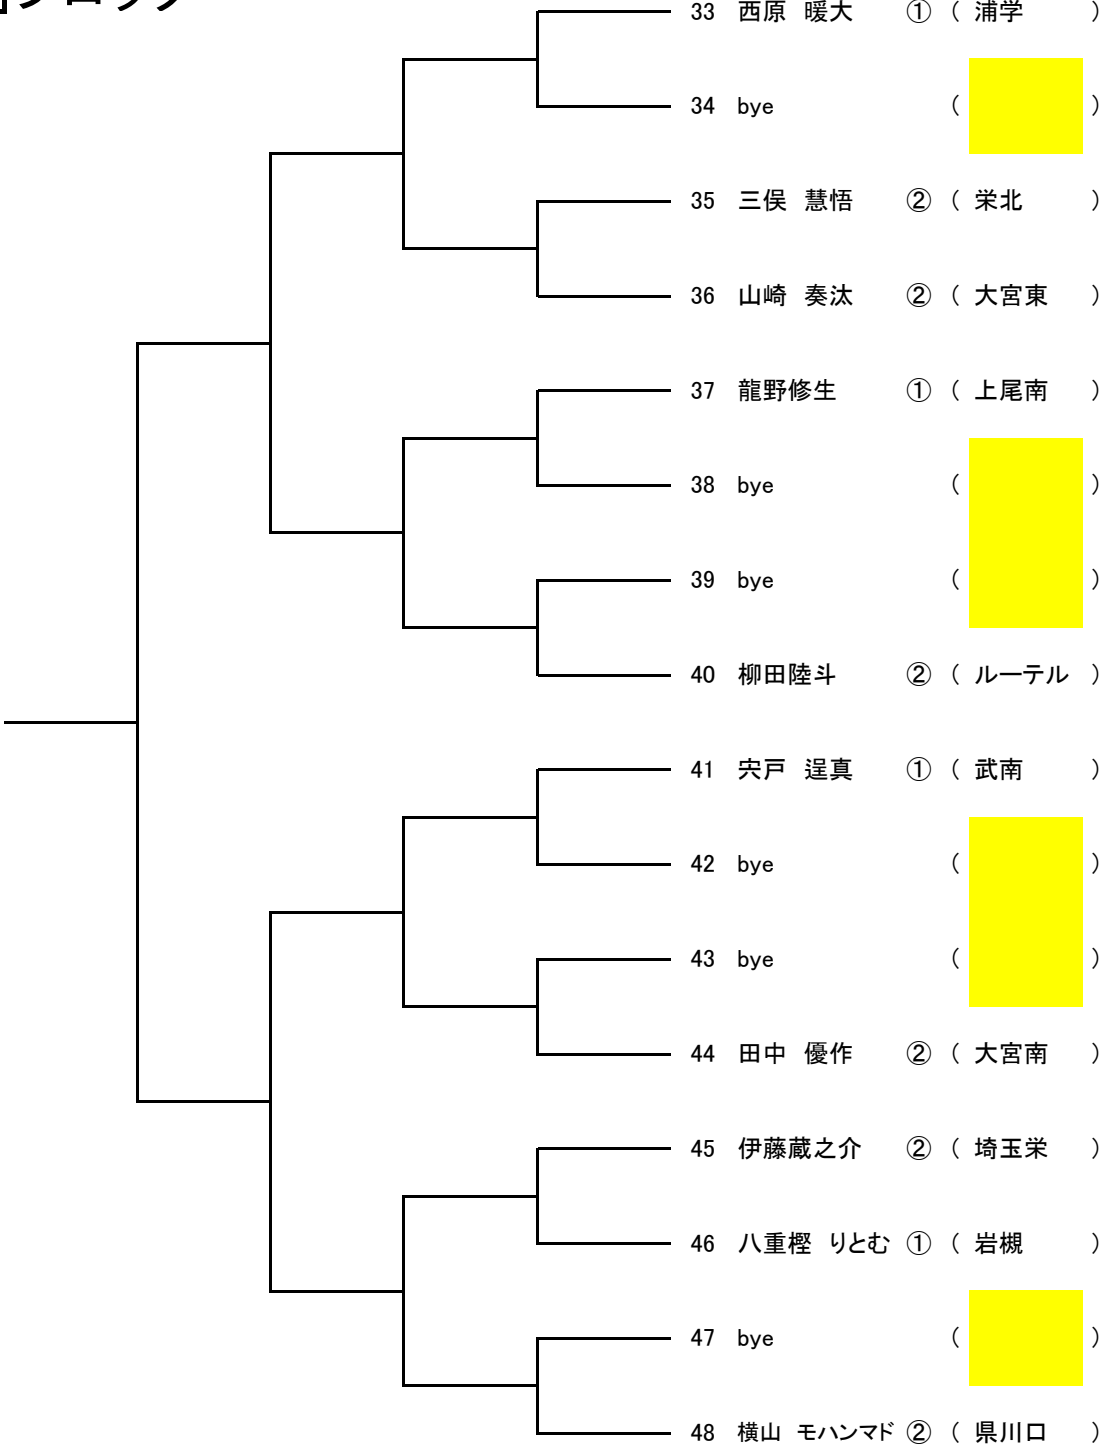 ブロック
33 西原 暖大 ① ( 浦学 )
34 bye ( )
35 三俣 慧悟 ② ( 栄北 )
36 山崎 奏汰 ② ( 大宮東 )
37 龍野修生 ① ( 上尾南 )
38 bye ( )
39 bye ( )
40 柳田陸斗 ② ( ルーテル )
41 宍戸 逞真 ① ( 武南 )
42 bye ( )
43 bye ( )
44 田中 優作 ② ( 大宮南 )
45 伊藤蔵之介 ② ( 埼玉栄 )
46 八重樫 りとむ ① ( 岩槻 )
47 bye ( )
48 横山 モハンマド ② ( 県川口 )